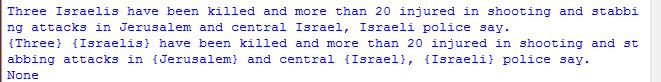 Three Israelis have been killed and more than 20 injured in shooting and stabbi
ng attacks in Jerusalem and central Israel, Israeli police say.
{Three} {Israelis} have been killed and more than 20 injured in shooting and st
abbing attacks in {Jerusalem} and central {Israel}, {Israeli} police say.
None